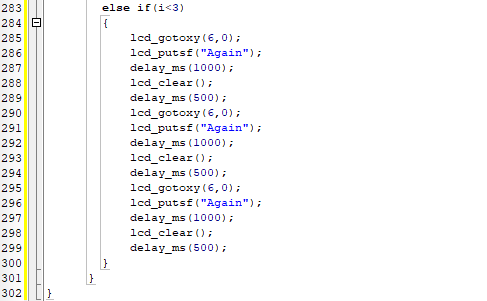 283 else if(i<3)
284 {
285 lcd_gotoxy(6,0);
286 lcd_putsf("Again");
287 delay_ms(1000);
288 lcd_clear();
289 delay_ms(500);
290 lcd_gotoxy(6,0);
291 lcd_putsf("Again");
292 delay_ms(1000);
293 lcd_clear();
294 delay_ms(500);
295 lcd_gotoxy(6,0);
296 lcd_putsf("Again");
297 delay_ms(1000);
298 lcd_clear();
299 delay_ms(500);
300 }
301 }
302 }